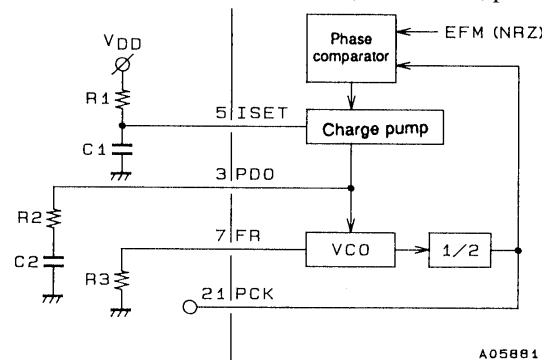 VDD
Phase comparator
EFM (NRZ)
R1
5 ISET
Charge pump
C1
3 PDO
R2
7 FR
VCO
1/2
C2
R3
21 PCK
A05881